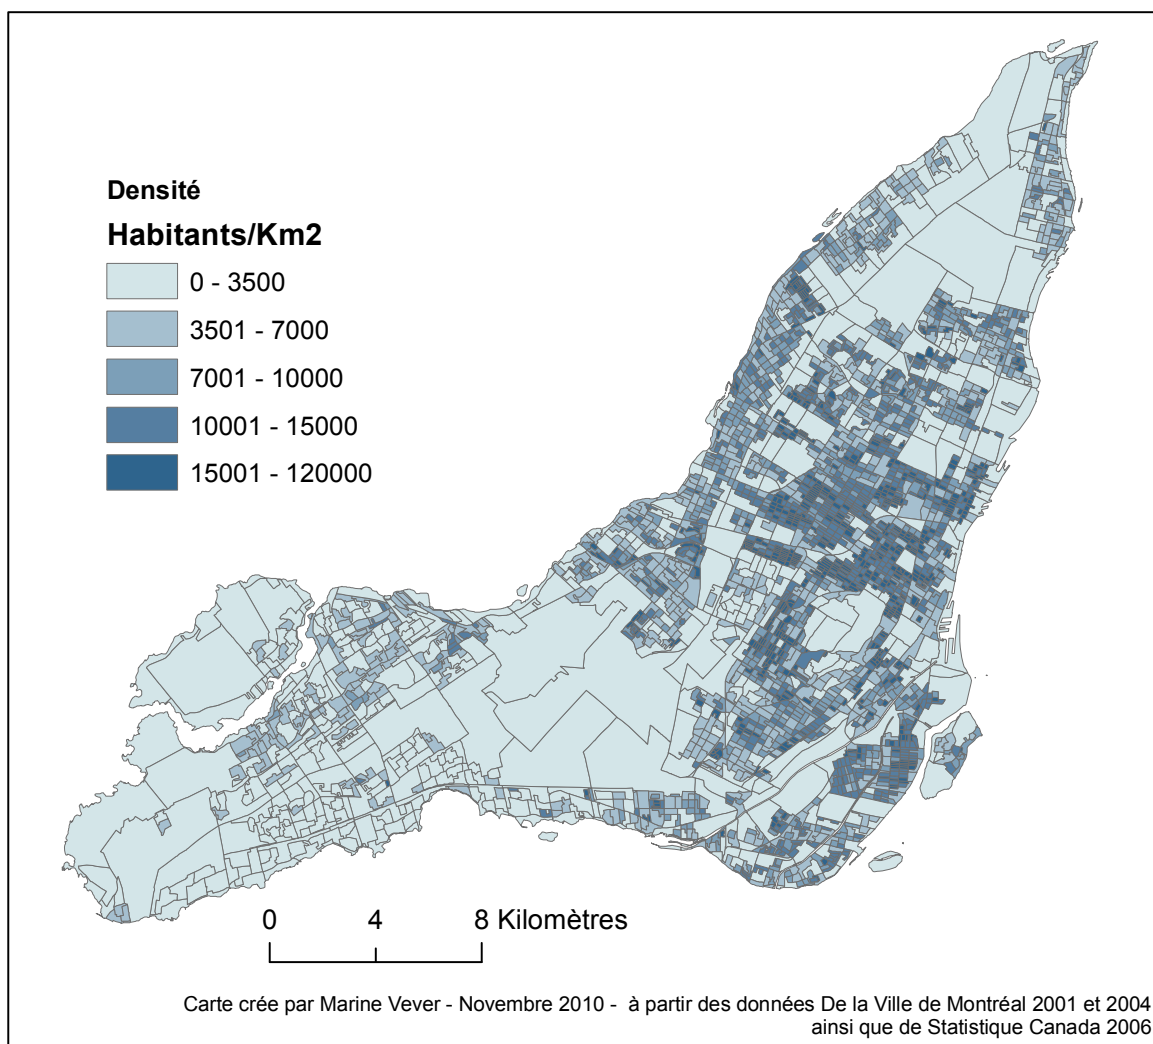 Densité
Habitants/Km2
0 - 3500
3501 - 7000
7001 - 10000
10001 - 15000
15001 - 120000
0 4 8 Kilomètres
Carte crée par Marine Vever - Novembre 2010 - à partir des données De la Ville de Montréal 2001 et 2004
ainsi que de Statistique Canada 2006